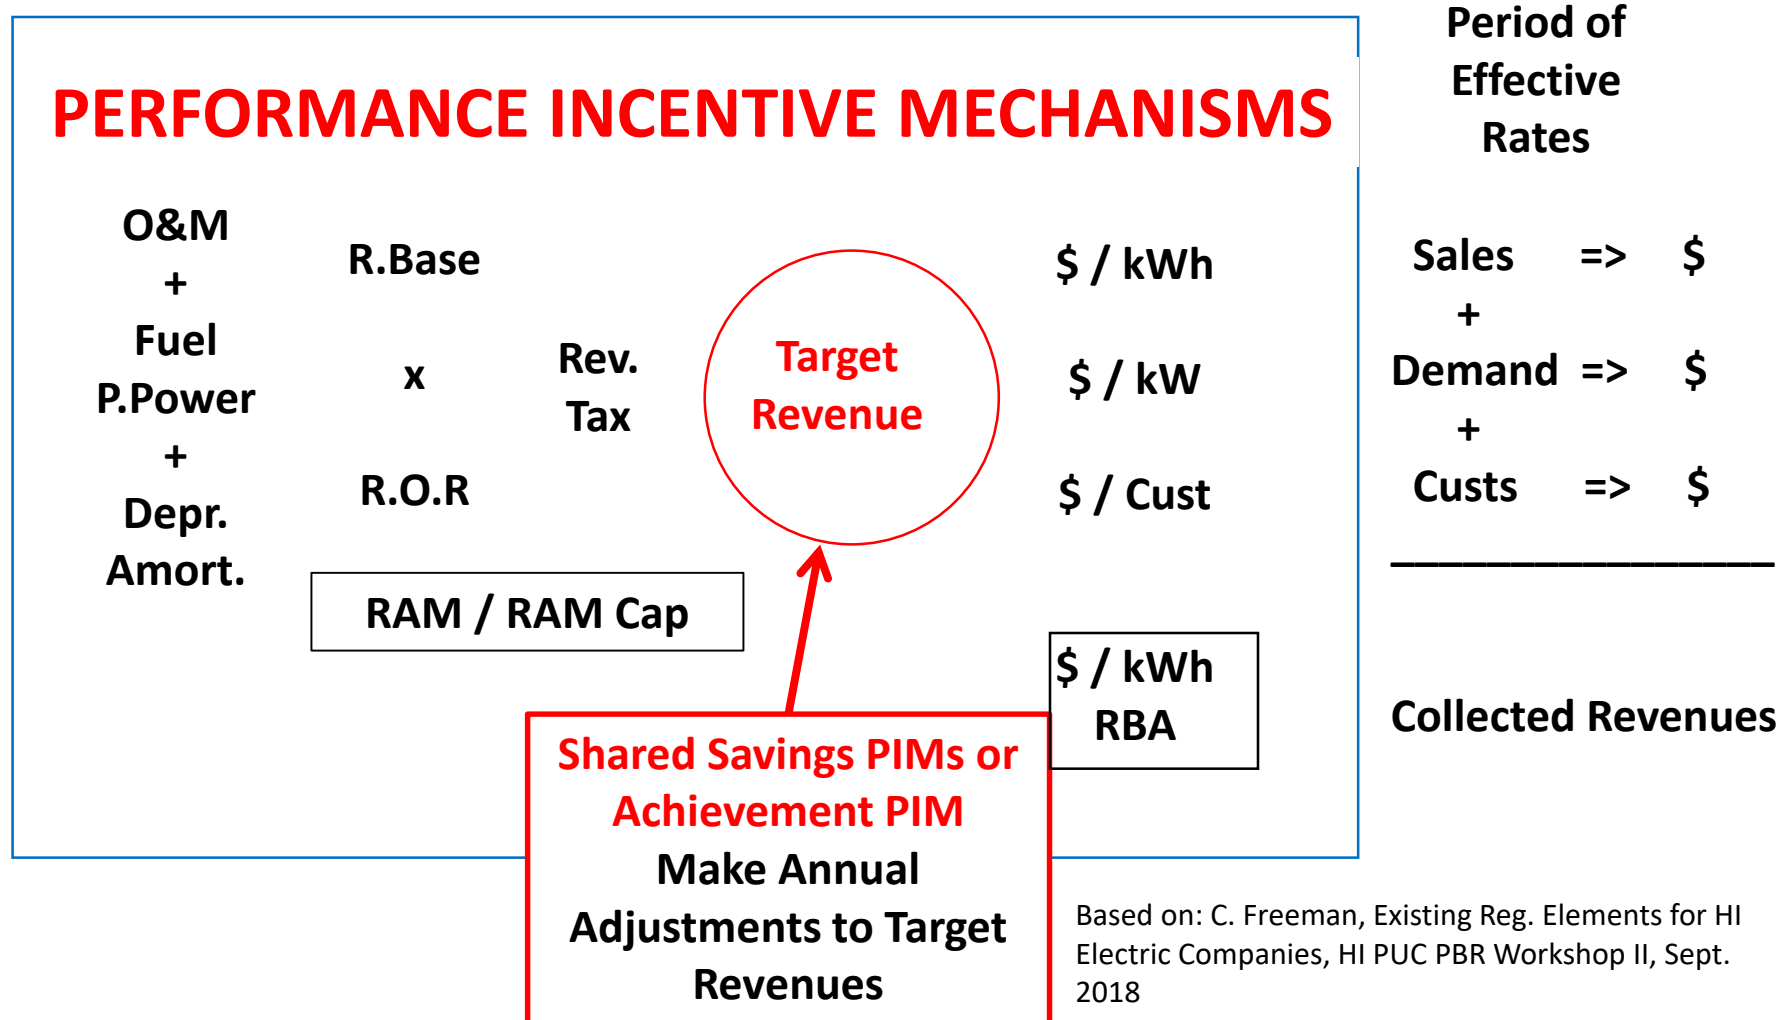 PERFORMANCE INCENTIVE MECHANISMS
O&M
+
Fuel
P.Power
+
Depr.
Amort.
R.Base
x
R.O.R
Rev.
Tax
RAM / RAM Cap
Target
Revenue
$ / kWh
$ / kW
$ / Cust
$ / kWh
RBA
Shared Savings PIMs or
Achievement PIM
Make Annual
Adjustments to Target
Revenues
Period of
Effective
Rates
Sales => $
+
Demand => $
+
Custs => $
Collected Revenues
Based on: C. Freeman, Existing Reg. Elements for HI
Electric Companies, HI PUC PBR Workshop II, Sept.
2018